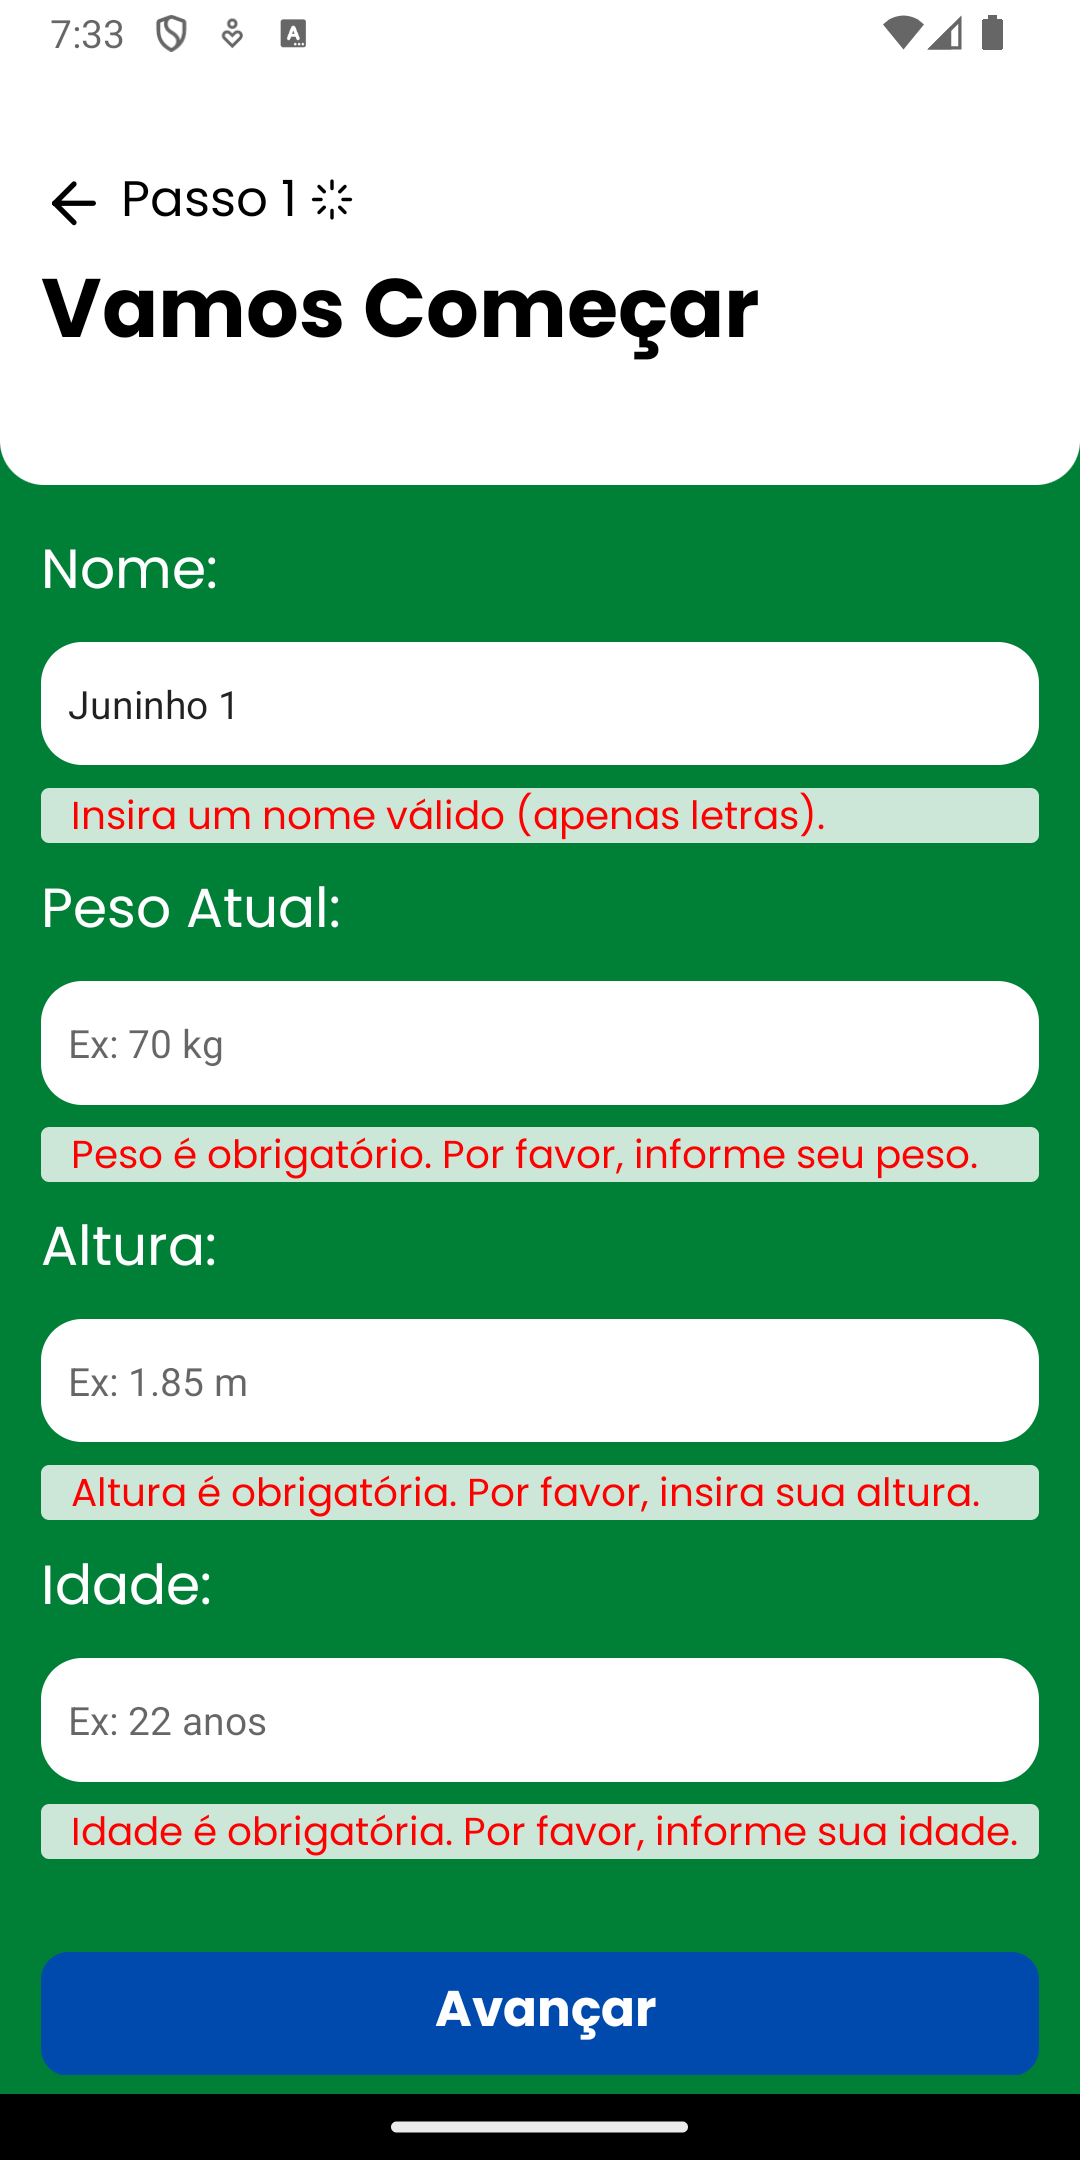 7:33
Passo 1
Vamos Começar
Nome:
Juninho 1
Insira um nome válido (apenas letras).
Peso Atual:
Ex: 70 kg
Peso é obrigatório. Por favor, informe seu peso.
Altura:
Ex: 1.85 m
Altura é obrigatória. Por favor, insira sua altura.
Idade:
Ex: 22 anos
Idade é obrigatória. Por favor, informe sua idade.
Avançar